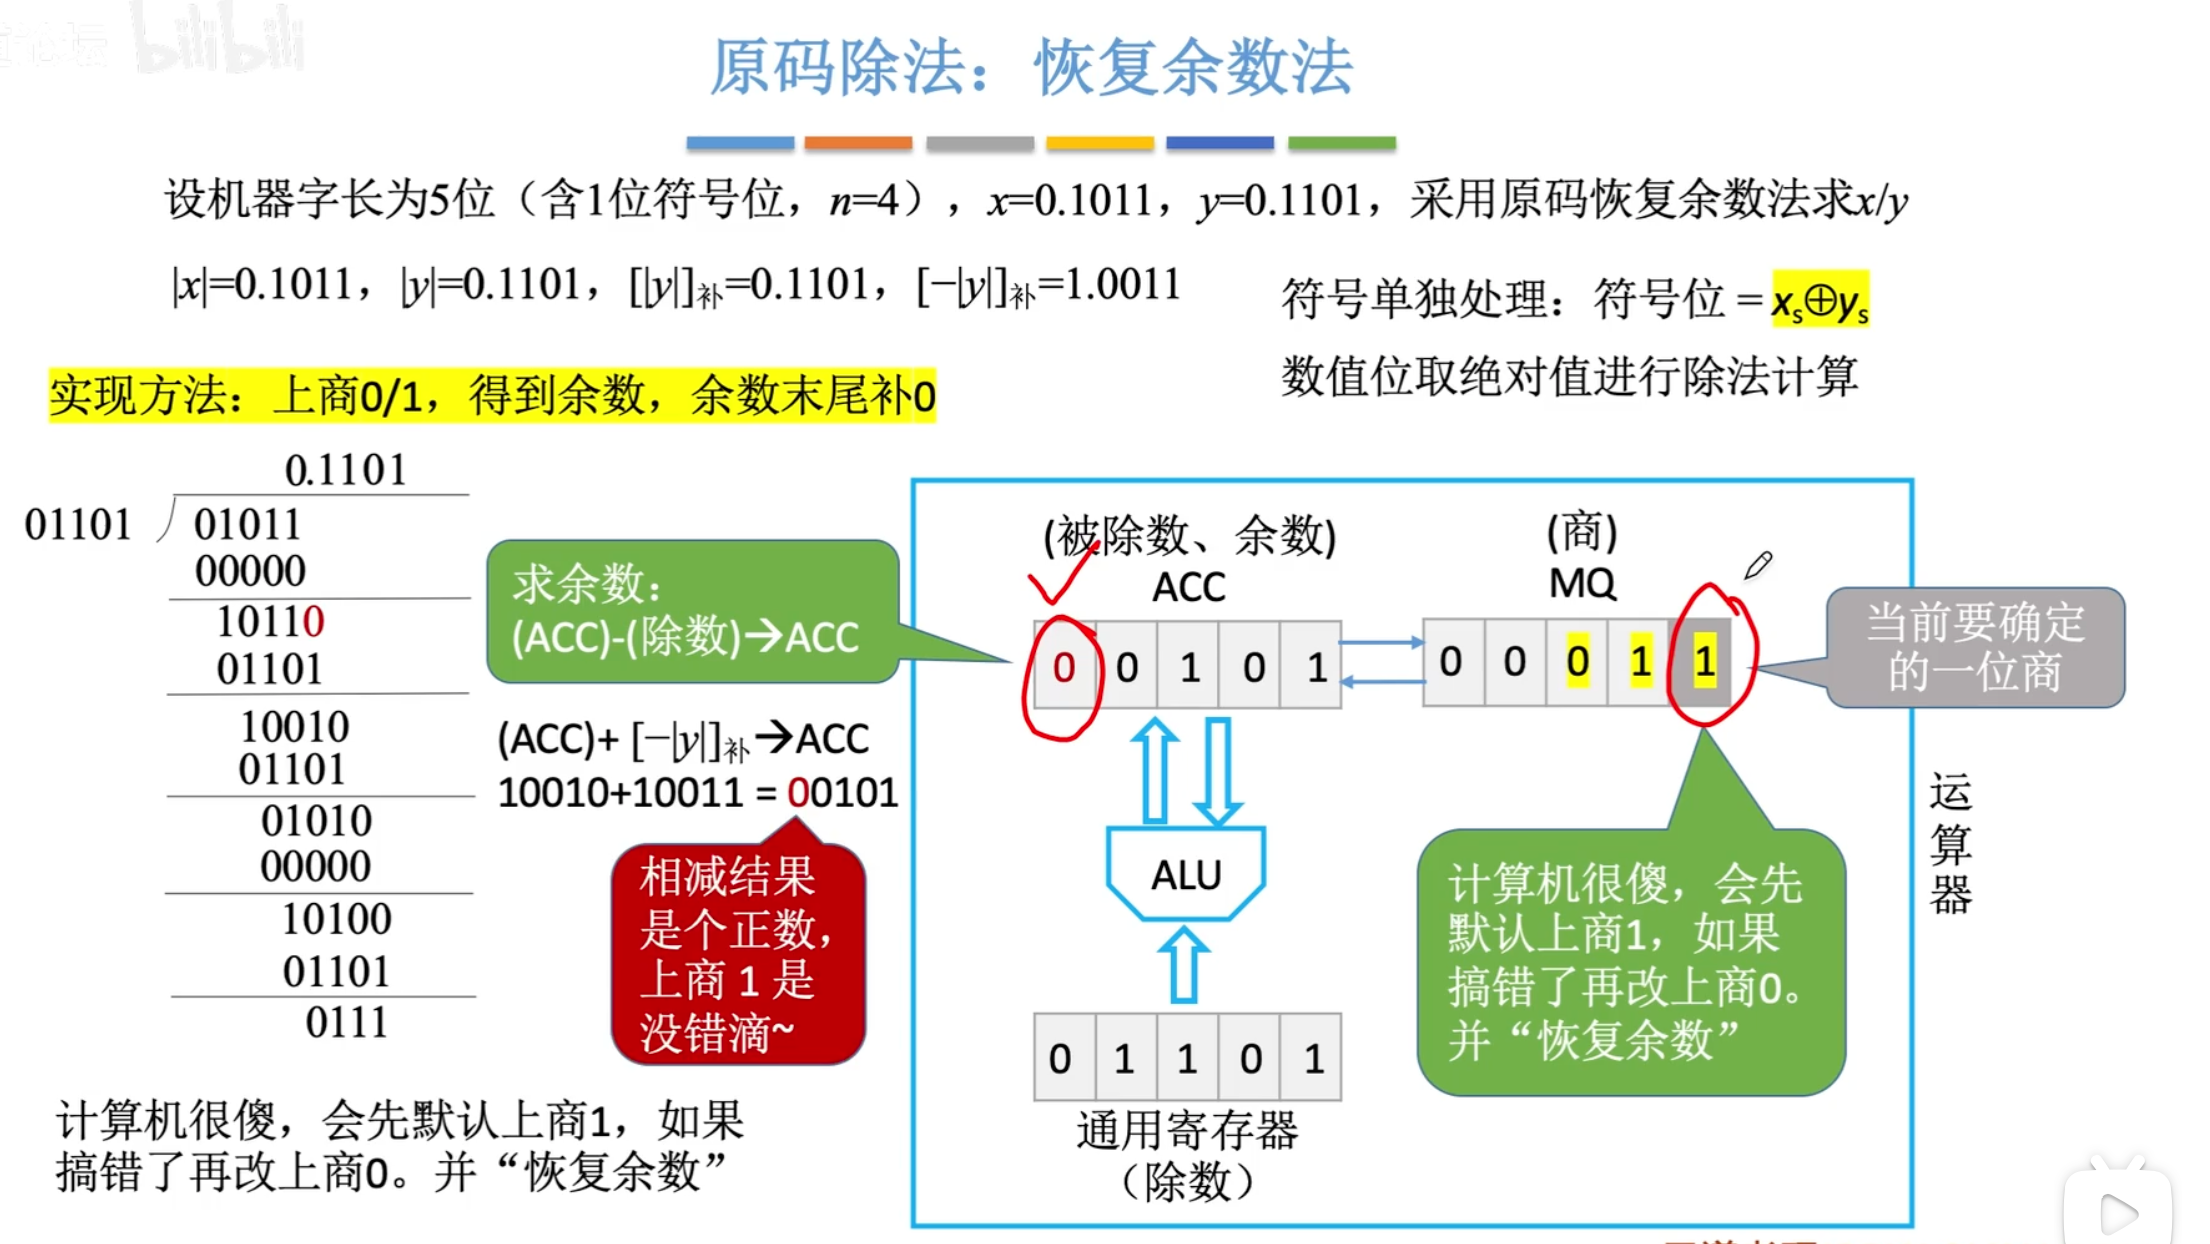 bilibili
原码除法：恢复余数法
设机器字长为5位（含1位符号位，n=4），x=0.1011，y=0.1101，采用原码恢复余数法求x/y
|x|=0.1011，|y|=0.1101，[|y|]补=0.1101，[−|y|]补=1.0011
符号单独处理：符号位 = xs⊕ys
数值位取绝对值进行除法计算
实现方法：上商0/1，得到余数，余数末尾补0
0.1101
01101
01011
00000
10110
01101
10010
01101
01010
00000
10100
01101
0111
求余数：
(ACC)-(除数)→ACC
(ACC)+ [−|y|]补→ACC
10010+10011 = 00101
相减结果
是个正数，
上商 1 是
没错滴~
计算机很傻，会先默认上商1，如果
搞错了再改上商0。并“恢复余数”
(被除数、余数)
ACC
0 0 1 0 1
(商)
MQ
0 0 0 1 1
当前要确定
的一位商
ALU
0 1 1 0 1
通用寄存器
（除数）
计算机很傻，会先
默认上商1，如果
搞错了再改上商0。
并“恢复余数”
运
算
器